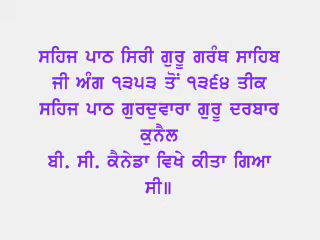 ਸਹਿਜ ਪਾਠ ਸਿਰੀ ਗੁਰੂ ਗਰੰਥ ਸਾਹਿਬ
ਜੀ ਅੰਗ ੧੩੫੩ ਤੋਂ ੧੩੬੪ ਤੀਕ
ਸਹਿਜ ਪਾਠ ਗੁਰਦੁਵਾਰਾ ਗੁਰੂ ਦਰਬਾਰ
ਕੁਨੈਲ
ਬੀ. ਸੀ. ਕੈਨੇਡਾ ਵਿਖੇ ਕੀਤਾ ਗਿਆ
ਸੀ॥